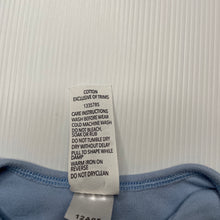 COTTON
EXCLUSIVE OF TRIMS
1335785
CARE INSTRUCTIONS
WASH BEFORE WEAR
COLD MACHINE WASH
DO NOT BLEACH,
SOAK OR RUB
DO NOT TUMBLE DRY
DRY WITHOUT DELAY
PULL TO SHAPE WHILE
DAMP
WARM IRON ON
REVERSE
DO NOT DRYCLEAN